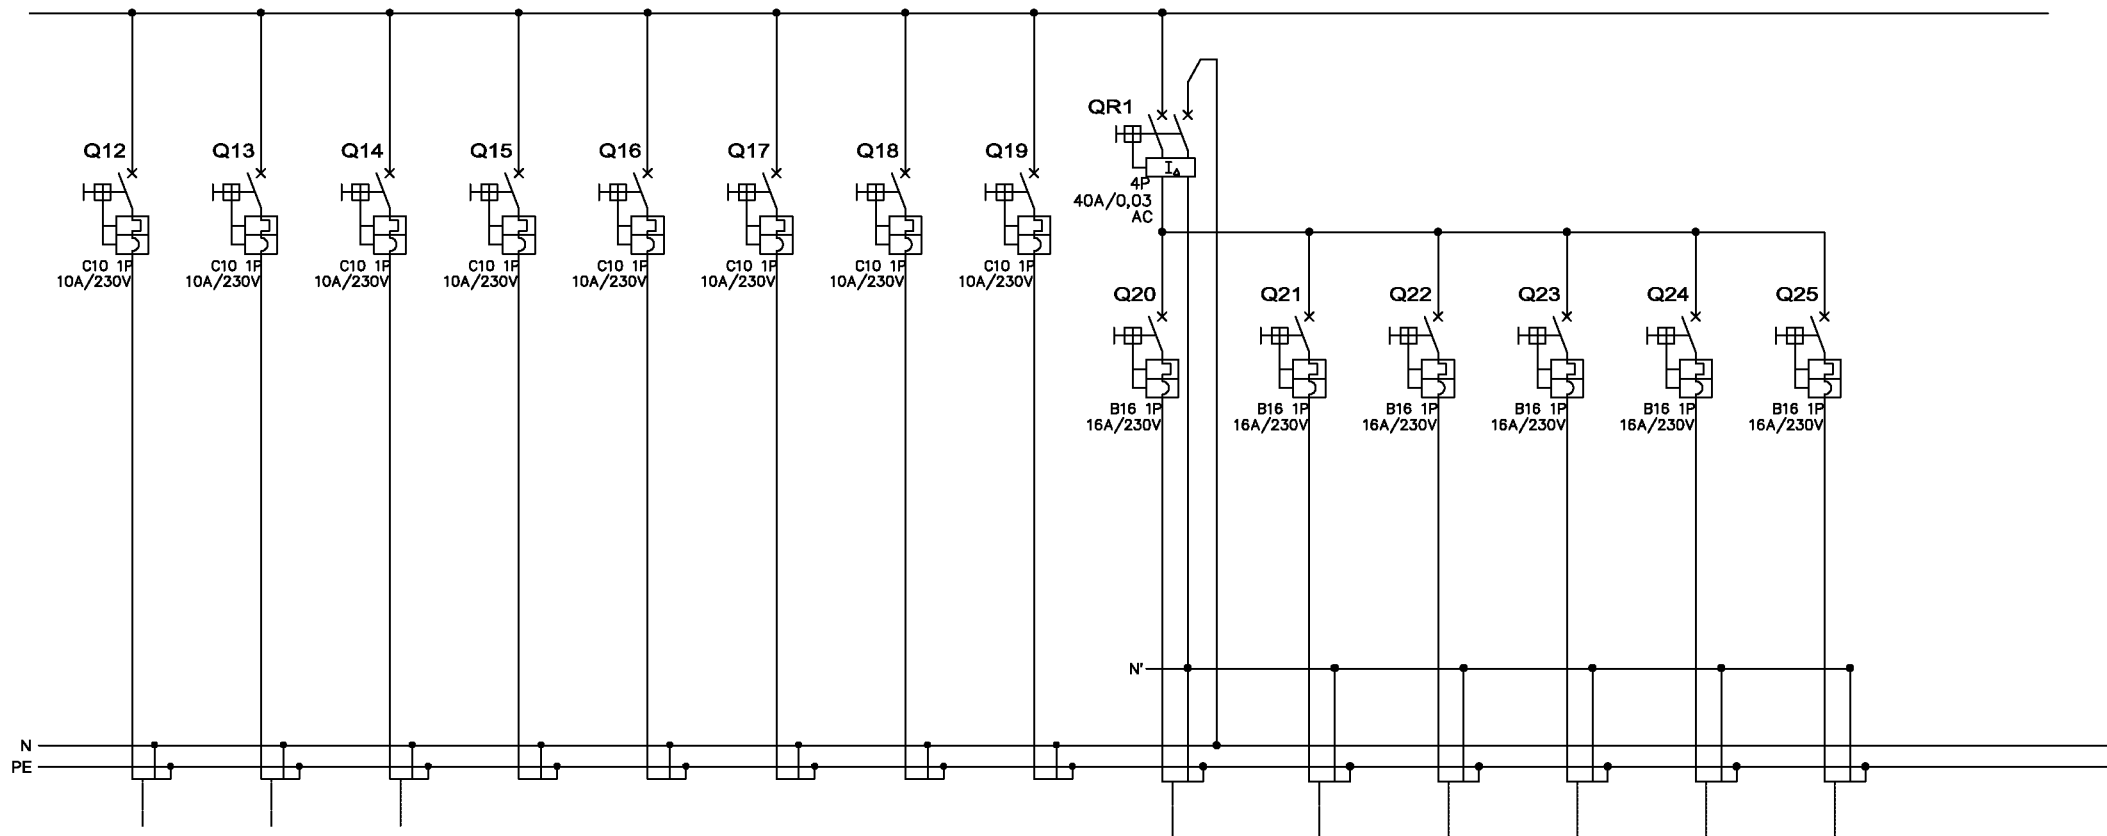 QR1
Q12
Q13
Q14
Q15
Q16
Q17
Q18
Q19
I△
4P
40A/0,03
AC
C10 1P
10A/230V
C10 1P
10A/230V
C10 1P
10A/230V
C10 1P
10A/230V
C10 1P
10A/230V
C10 1P
10A/230V
C10 1P
10A/230V
C10 1P
10A/230V
Q20
Q21
Q22
Q23
Q24
Q25
B16 1P
16A/230V
B16 1P
16A/230V
B16 1P
16A/230V
B16 1P
16A/230V
B16 1P
16A/230V
B16 1P
16A/230V
N'
N
PE